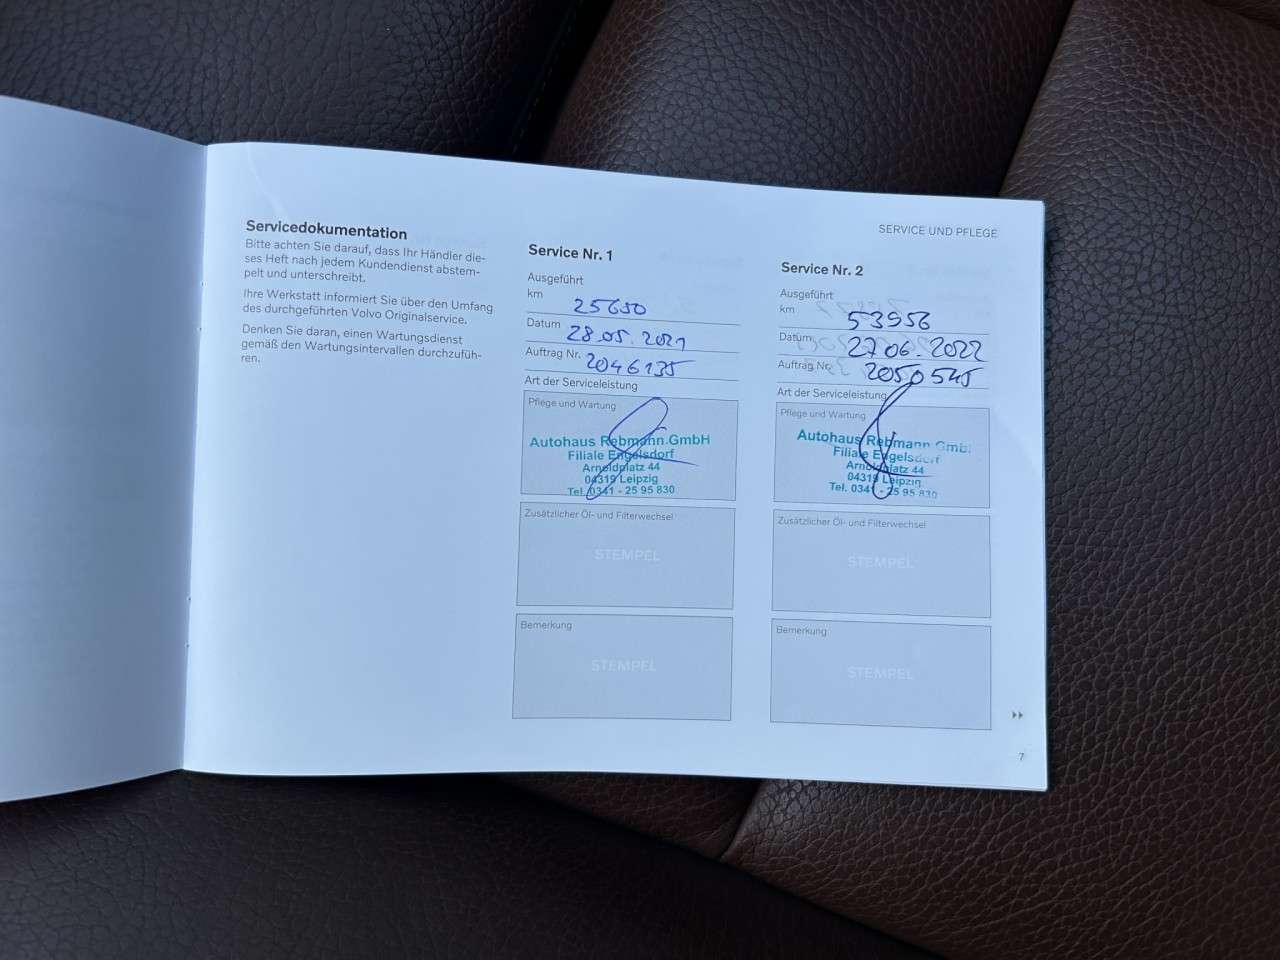 Servicedokumentation
Bitte achten Sie darauf, dass Ihr Händler die-
ses Heft nach jedem Kundendienst abstem-
pelt und unterschreibt.
Ihre Werkstatt informiert Sie über den Umfang
des durchgeführten Volvo Originalservice.
Denken Sie daran, einen Wartungsdienst
gemäß den Wartungsintervallen durchzufüh-
ren.
Service Nr. 1
Ausgeführt
km 25650
Datum 28.05.2021
Auftrag Nr. 2046135
Art der Serviceleistung
Pflege und Wartung
Autohaus Rebmann GmbH
Filiale Engelsdorf
Arnoldplatz 44
04319 Leipzig
Tel. 0341 - 25 95 830
Zusätzlicher Öl- und Filterwechsel
STEMPEL
Bemerkung
STEMPEL
SERVICE UND PFLEGE
Service Nr. 2
Ausgeführt
km 53956
Datum 27.06.2022
Auftrag Nr. 2050545
Art der Serviceleistung
Pflege und Wartung
Autohaus Rebmann GmbH
Filiale Engelsdorf
Arnoldplatz 44
04319 Leipzig
Tel. 0341 - 25 95 830
Zusätzlicher Öl- und Filterwechsel
STEMPEL
Bemerkung
STEMPEL
7